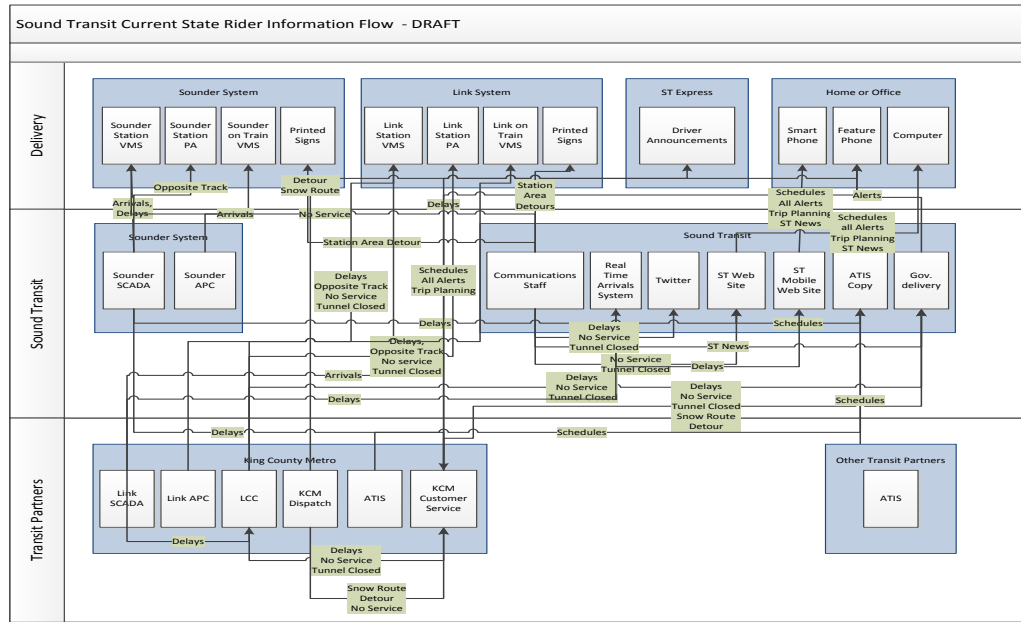 Sound Transit Current State Rider Information Flow  - DRAFT
Delivery
Sounder System
Link System
ST Express
Home or Office
Sounder
Station
VMS
Sounder
Station
PA
Sounder
on Train
VMS
Printed
Signs
Link
Station
VMS
Link
Station
PA
Link on
Train
VMS
Printed
Signs
Driver
Announcements
Smart
Phone
Feature
Phone
Computer
Opposite Track
Detour
Snow Route
Station
Area
Detours
Schedules
All Alerts
Trip Planning
ST News
Alerts
Arrivals,
Delays
Arrivals
No Service
Delays
Schedules
all Alerts
Trip Planning
ST News
Sound Transit
Sounder System
Station Area Detour
Sound Transit
Sounder
SCADA
Sounder
APC
Delays
Opposite Track
No Service
Tunnel Closed
Schedules
All Alerts
Trip Planning
Communications
Staff
Real
Time
Arrivals
System
Twitter
ST Web
Site
ST
Mobile
Web Site
ATIS
Copy
Gov.
delivery
Delays
Schedules
Delays
No Service
Tunnel Closed
Delays,
Opposite Track
No service
Tunnel Closed
ST News
No Service
Tunnel Closed
Delays
Arrivals
Delays
No Service
Tunnel Closed
Delays
No Service
Tunnel Closed
Snow Route
Detour
Delays
Schedules
Delays
Schedules
Transit Partners
King County Metro
Other Transit Partners
Link
SCADA
Link APC
LCC
KCM
Dispatch
ATIS
KCM
Customer
Service
ATIS
Delays
Delays
No Service
Tunnel Closed
Snow Route
Detour
No Service